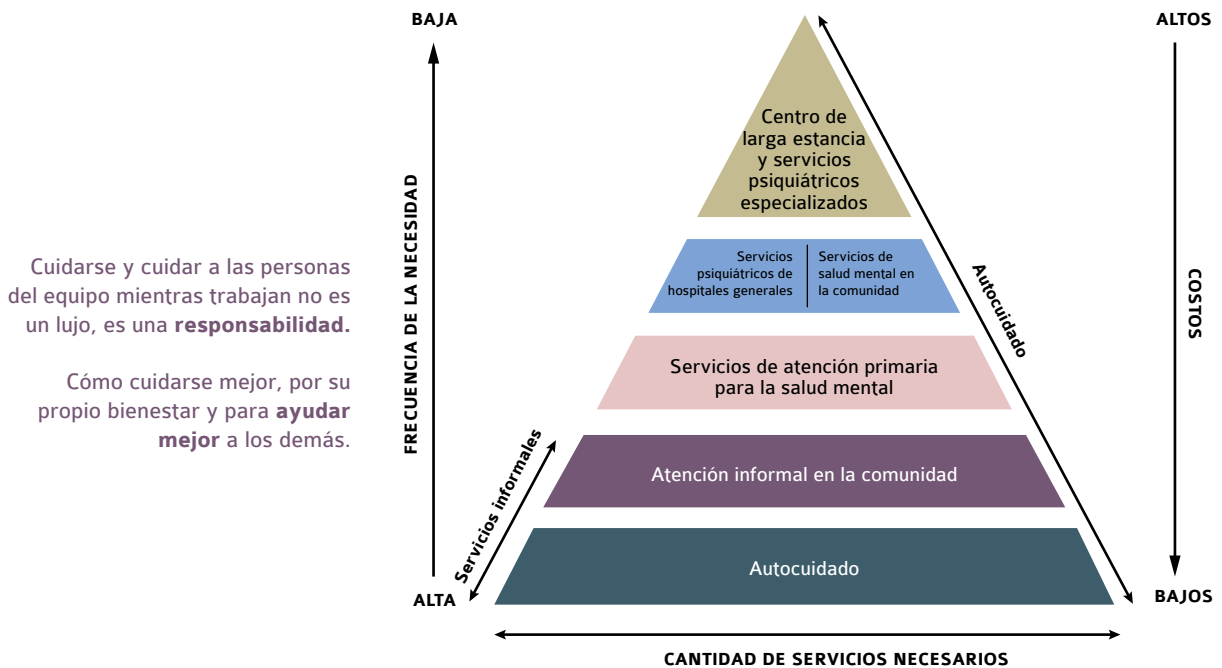 BAJA
ALTOS
Centro de
larga estancia
y servicios
psiquiátricos
especializados
FRECUENCIA DE LA NECESIDAD
Cuidarse y cuidar a las personas
del equipo mientras trabajan no es
un lujo, es una responsabilidad.
Cómo cuidarse mejor, por su
propio bienestar y para ayudar
mejor a los demás.
Servicios
psiquiátricos de
hospitales generales
Servicios de
salud mental en
la comunidad
Autocuidado
COSTOS
Servicios de atención primaria
para la salud mental
Servicios informales
Atención informal en la comunidad
Autocuidado
ALTA
BAJOS
CANTIDAD DE SERVICIOS NECESARIOS